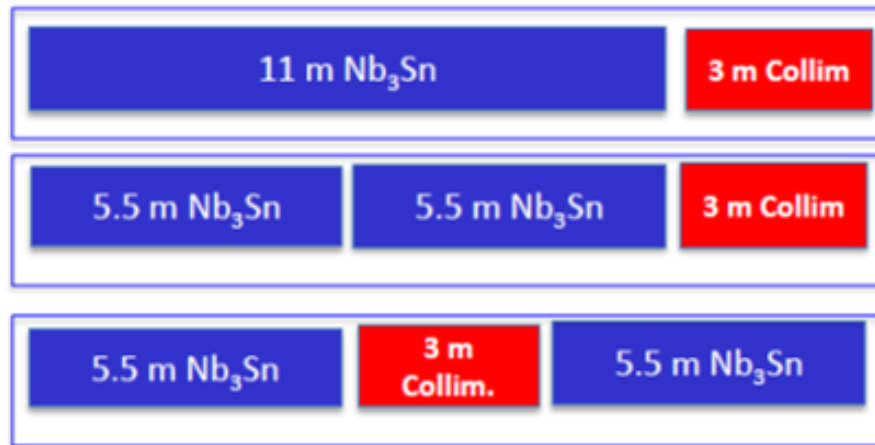 11 m Nb₃Sn 3 m Collim
5.5 m Nb₃Sn 5.5 m Nb₃Sn 3 m Collim
5.5 m Nb₃Sn 3 m Collim. 5.5 m Nb₃Sn